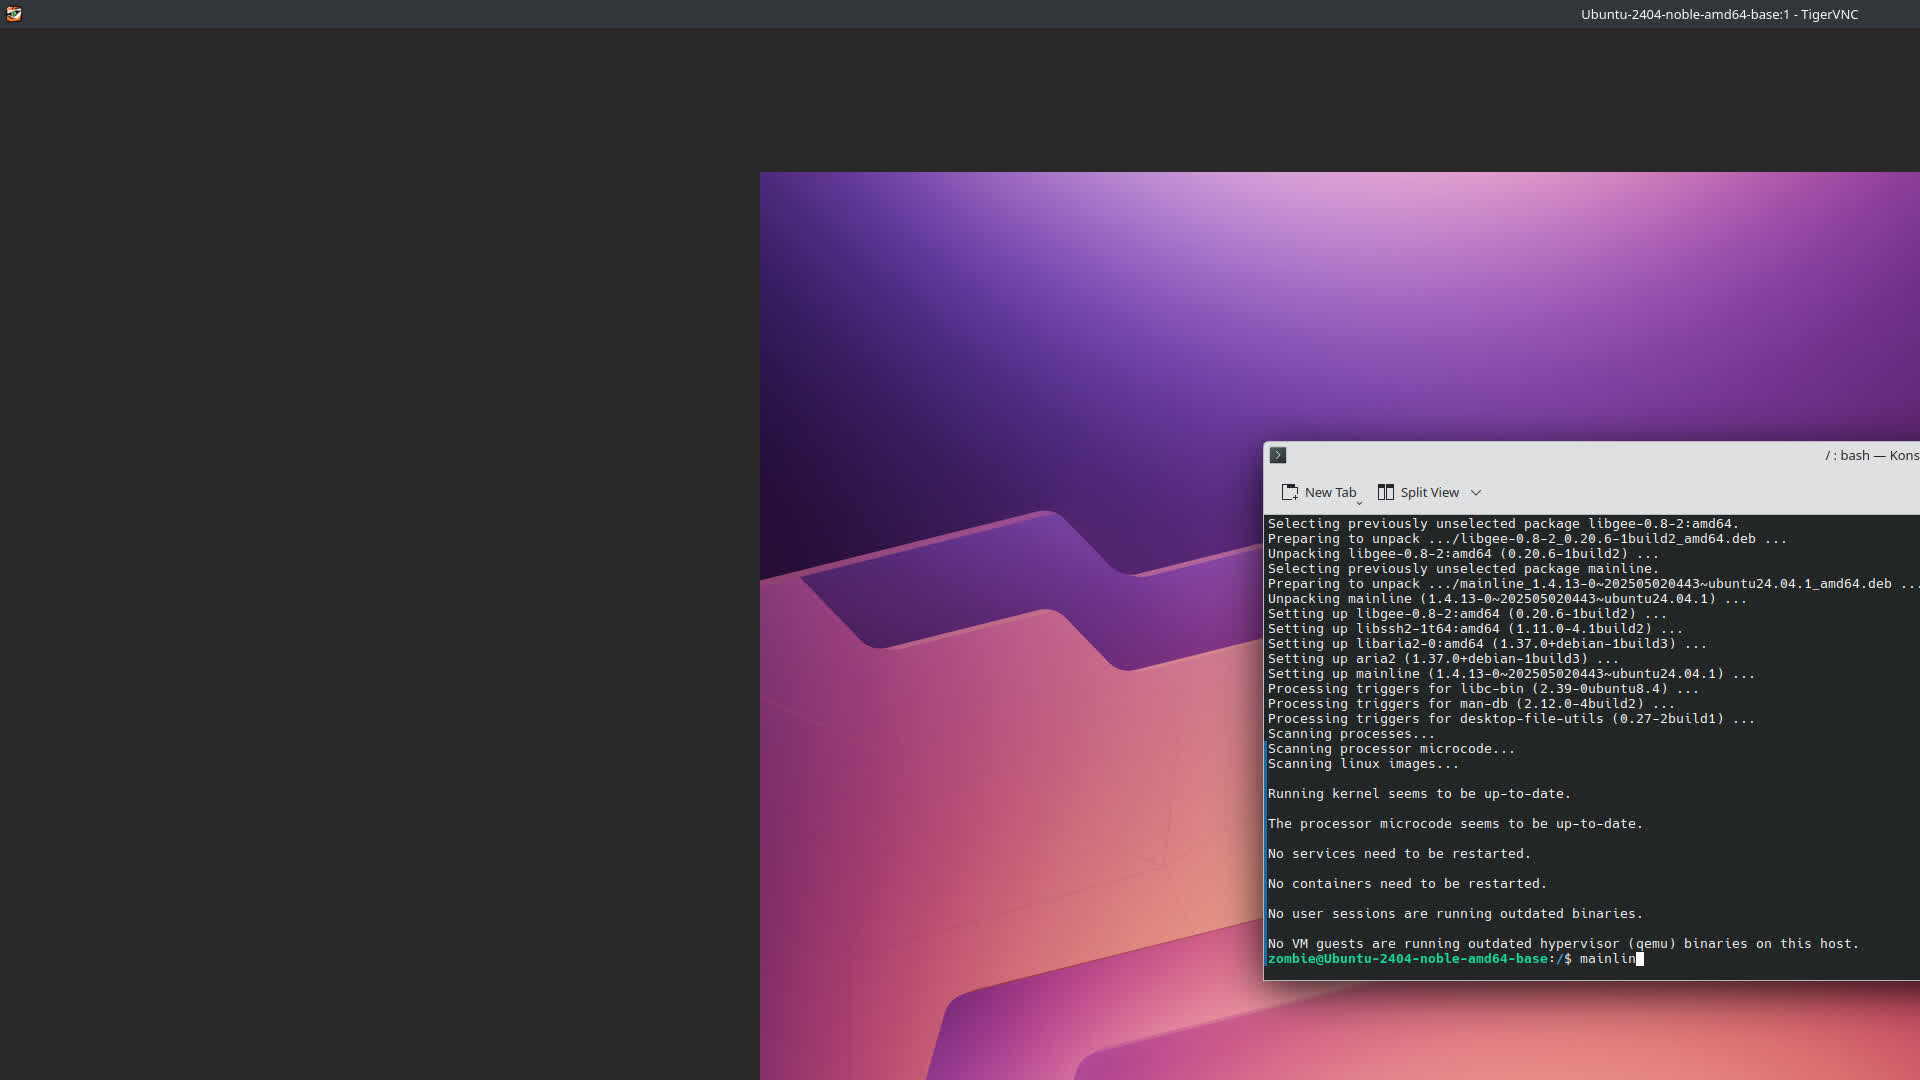 Ubuntu-2404-noble-amd64-base:1 - TigerVNC
/ : bash — Kons
New Tab
Split View
Selecting previously unselected package libgee-0.8-2:amd64.
Preparing to unpack .../libgee-0.8-2_0.20.6-1build2_amd64.deb ...
Unpacking libgee-0.8-2:amd64 (0.20.6-1build2) ...
Selecting previously unselected package mainline.
Preparing to unpack .../mainline_1.4.13-0~202505020443~ubuntu24.04.1_amd64.deb ...
Unpacking mainline (1.4.13-0~202505020443~ubuntu24.04.1) ...
Setting up libgee-0.8-2:amd64 (0.20.6-1build2) ...
Setting up libssh2-1t64:amd64 (1.11.0-4.1build2) ...
Setting up libaria2-0:amd64 (1.37.0+debian-1build3) ...
Setting up aria2 (1.37.0+debian-1build3) ...
Setting up mainline (1.4.13-0~202505020443~ubuntu24.04.1) ...
Processing triggers for libc-bin (2.39-0ubuntu8.4) ...
Processing triggers for man-db (2.12.0-4build2) ...
Processing triggers for desktop-file-utils (0.27-2build1) ...
Scanning processes...
Scanning processor microcode...
Scanning linux images...
Running kernel seems to be up-to-date.
The processor microcode seems to be up-to-date.
No services need to be restarted.
No containers need to be restarted.
No user sessions are running outdated binaries.
No VM guests are running outdated hypervisor (qemu) binaries on this host.
zombie@Ubuntu-2404-noble-amd64-base:/$ mainlin